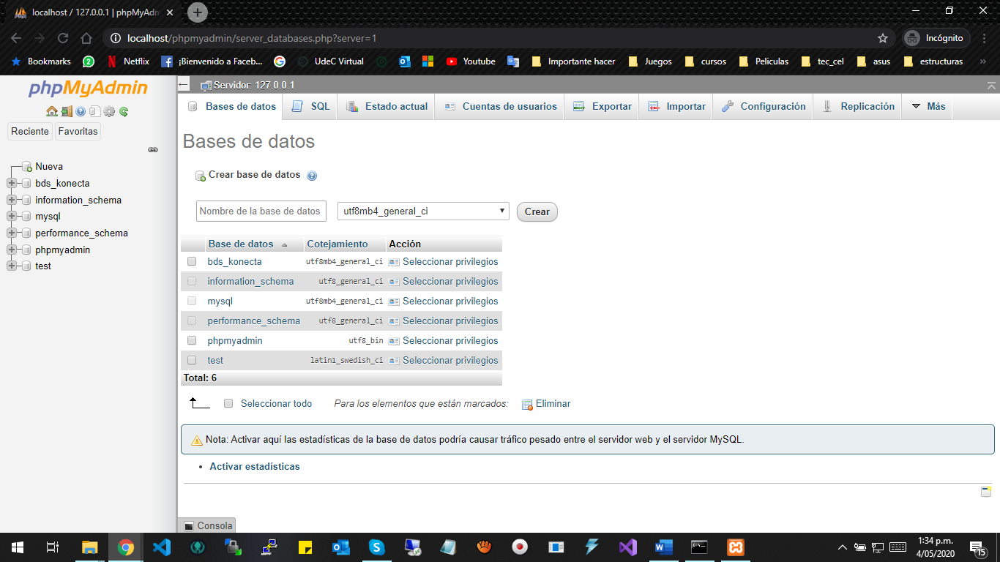 localhost / 127.0.0.1 | phpMyAdm
localhost/phpmyadmin/server_databases.php?server=1
Incógnito
Bookmarks
Netflix
¡Bienvenido a Faceb...
UdeC Virtual
Youtube
Importante hacer
Juegos
cursos
Peliculas
tec_cel
asus
estructuras
»
phpMyAdmin
Reciente
Favoritas
Nueva
bds_konecta
information_schema
mysql
performance_schema
phpmyadmin
test
Servidor: 127.0.0.1
Bases de datos
SQL
Estado actual
Cuentas de usuarios
Exportar
Importar
Configuración
Replicación
Más
Bases de datos
Crear base de datos
Nombre de la base de datos
utf8mb4_general_ci
Crear
Base de datos Cotejamiento Acción
bds_konecta utf8mb4_general_ci Seleccionar privilegios
information_schema utf8_general_ci Seleccionar privilegios
mysql utf8mb4_general_ci Seleccionar privilegios
performance_schema utf8_general_ci Seleccionar privilegios
phpmyadmin utf8_bin Seleccionar privilegios
test latin1_swedish_ci Seleccionar privilegios
Total: 6
Seleccionar todo
Para los elementos que están marcados:
Eliminar
Nota: Activar aquí las estadísticas de la base de datos podría causar tráfico pesado entre el servidor web y el servidor MySQL.
• Activar estadísticas
Consola
1:34 p.m.
4/05/2020
15